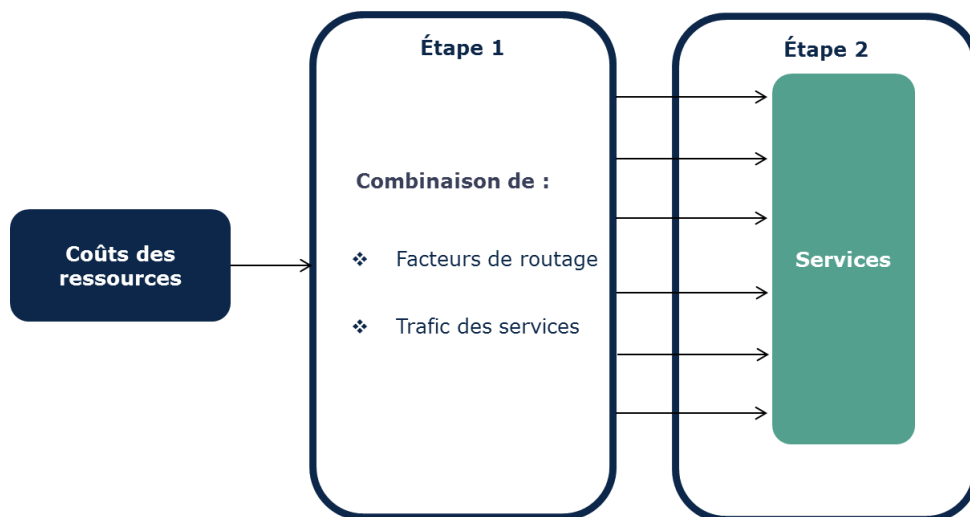 Étape 1
Étape 2
Combinaison de :
Coûts des
ressources
❖ Facteurs de routage
❖ Trafic des services
Services